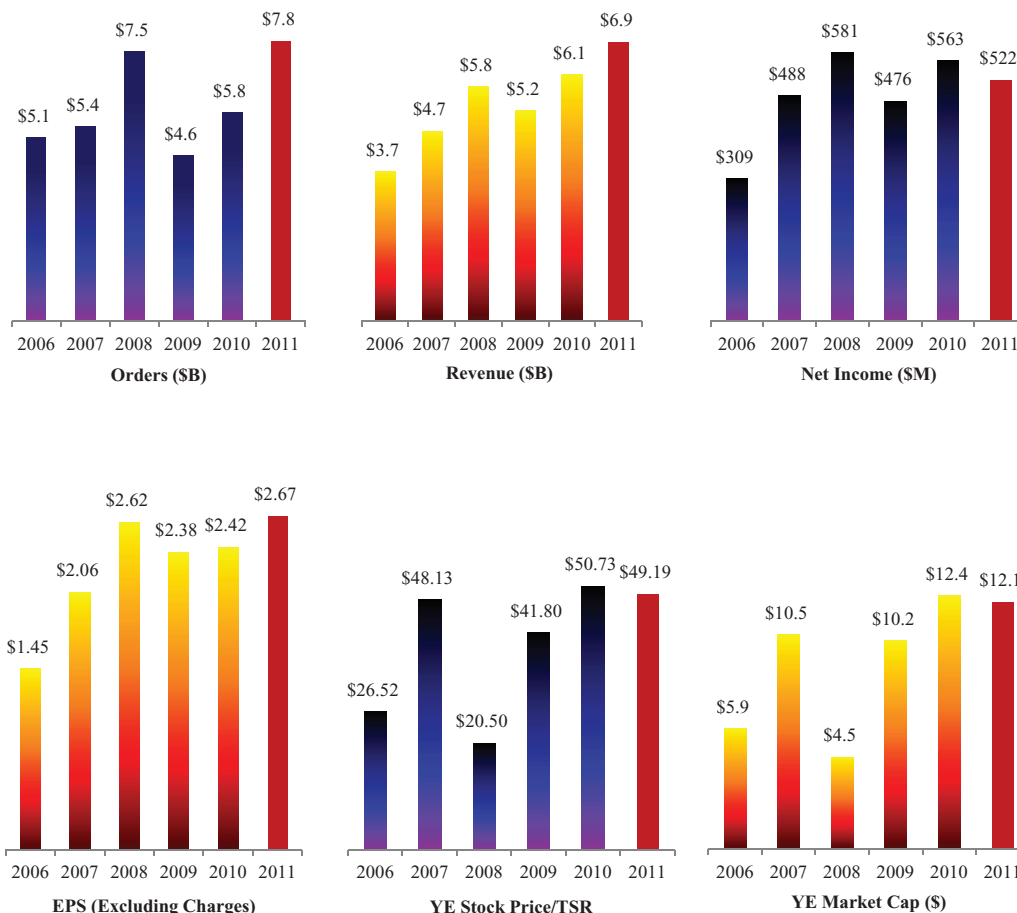 $5.1 $5.4 $7.5 $4.6 $5.8 $7.8
2006 2007 2008 2009 2010 2011
Orders ($B)
$3.7 $4.7 $5.8 $5.2 $6.1 $6.9
2006 2007 2008 2009 2010 2011
Revenue ($B)
$309 $488 $581 $476 $563 $522
2006 2007 2008 2009 2010 2011
Net Income ($M)
$1.45 $2.06 $2.62 $2.38 $2.42 $2.67
2006 2007 2008 2009 2010 2011
EPS (Excluding Charges)
$26.52 $48.13 $20.50 $41.80 $50.73 $49.19
2006 2007 2008 2009 2010 2011
YE Stock Price/TSR
$5.9 $10.5 $4.5 $10.2 $12.4 $12.1
2006 2007 2008 2009 2010 2011
YE Market Cap ($)